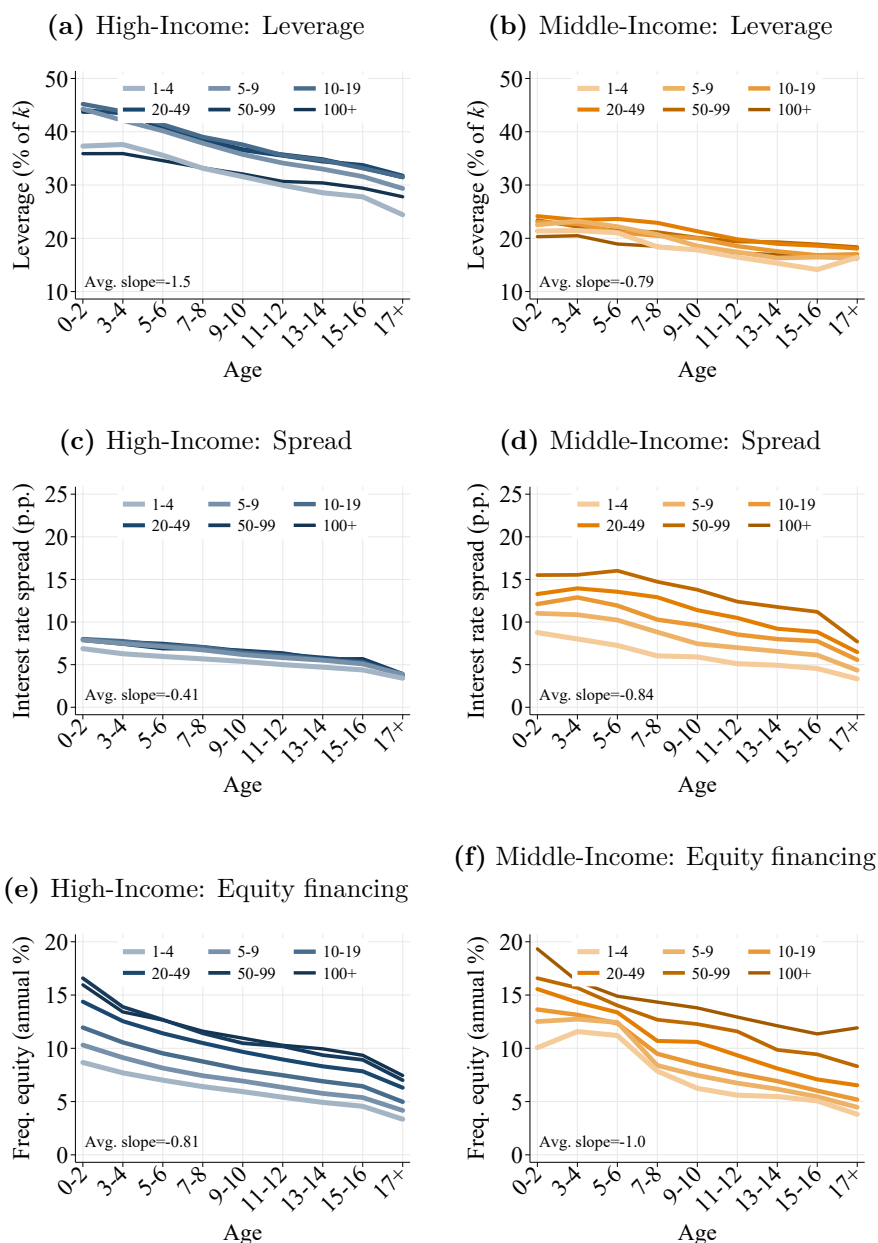 (a) High-Income: Leverage
50
40
30
20
10
Leverage (% of k)
1-4 5-9 10-19
20-49 50-99 100+
Avg. slope=-1.5
0-2 3-4 5-6 7-8 9-10 11-12 13-14 15-16 17+
Age
(b) Middle-Income: Leverage
50
40
30
20
10
Leverage (% of k)
1-4 5-9 10-19
20-49 50-99 100+
Avg. slope=-0.79
0-2 3-4 5-6 7-8 9-10 11-12 13-14 15-16 17+
Age
(c) High-Income: Spread
25
20
15
10
5
0
Interest rate spread (p.p.)
1-4 5-9 10-19
20-49 50-99 100+
Avg. slope=-0.41
0-2 3-4 5-6 7-8 9-10 11-12 13-14 15-16 17+
Age
(d) Middle-Income: Spread
25
20
15
10
5
0
Interest rate spread (p.p.)
1-4 5-9 10-19
20-49 50-99 100+
Avg. slope=-0.84
0-2 3-4 5-6 7-8 9-10 11-12 13-14 15-16 17+
Age
(e) High-Income: Equity financing
20
15
10
5
0
Freq. equity (annual %)
1-4 5-9 10-19
20-49 50-99 100+
Avg. slope=-0.81
0-2 3-4 5-6 7-8 9-10 11-12 13-14 15-16 17+
Age
(f) Middle-Income: Equity financing
20
15
10
5
0
Freq. equity (annual %)
1-4 5-9 10-19
20-49 50-99 100+
Avg. slope=-1.0
0-2 3-4 5-6 7-8 9-10 11-12 13-14 15-16 17+
Age